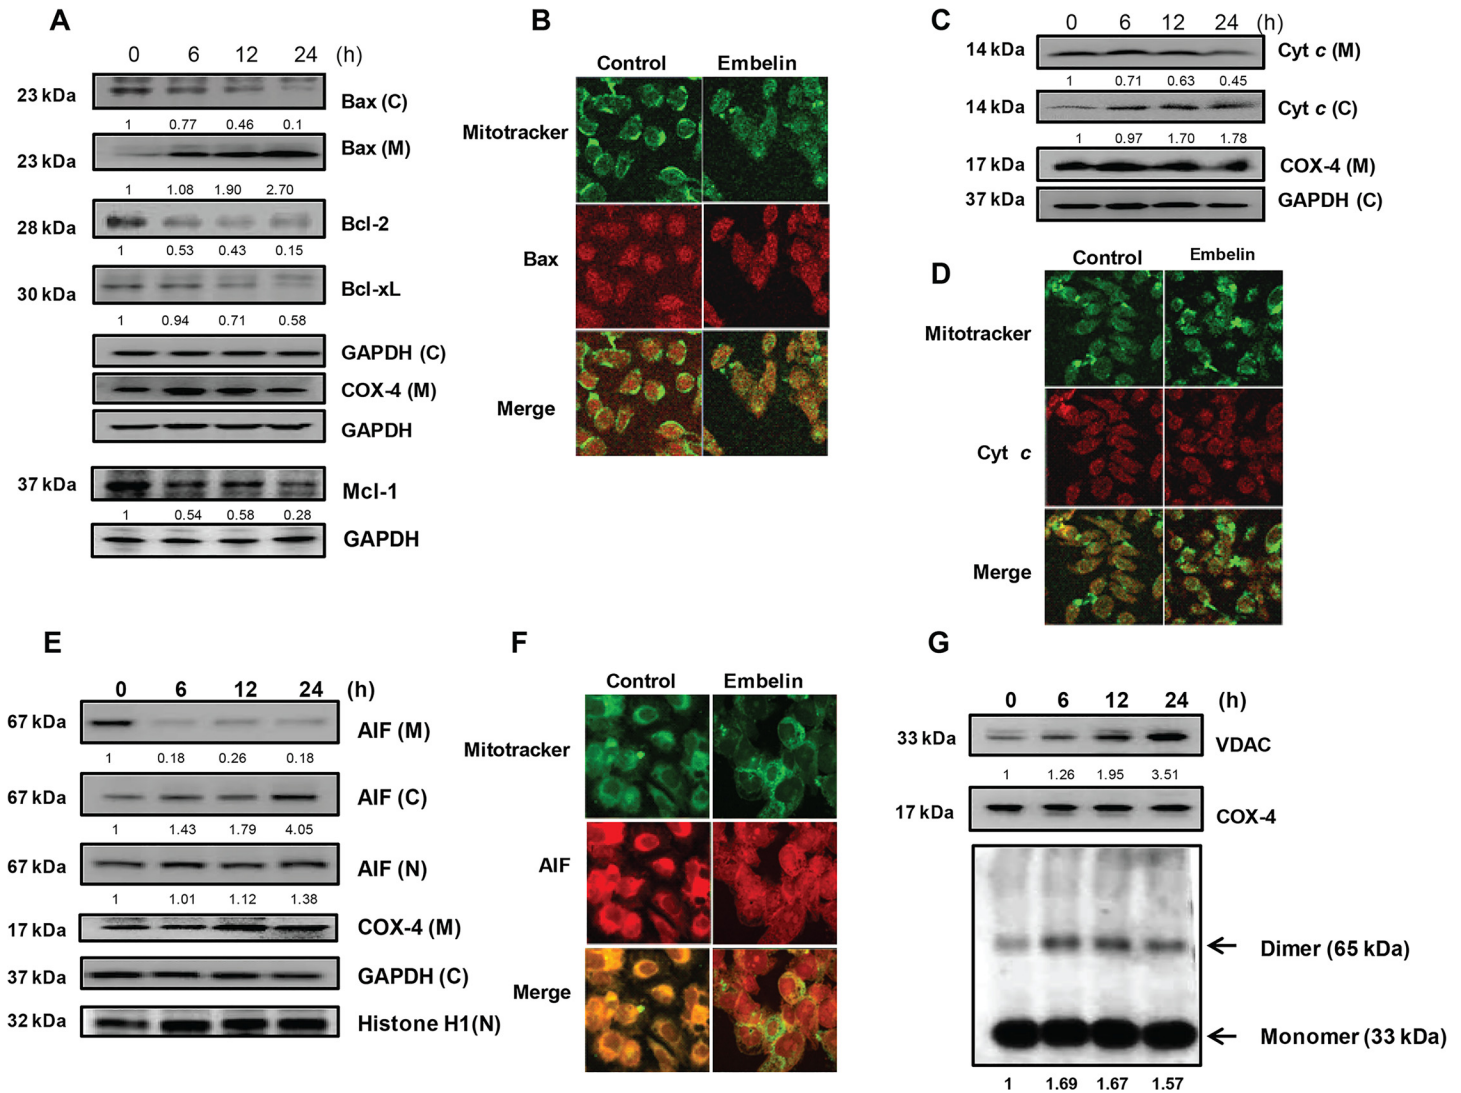 A
0 6 12 24 (h)
23 kDa Bax (C)
1 0.77 0.46 0.1
23 kDa Bax (M)
1 1.08 1.90 2.70
28 kDa Bcl-2
1 0.53 0.43 0.15
30 kDa Bcl-xL
1 0.94 0.71 0.58
GAPDH (C)
COX-4 (M)
GAPDH
37 kDa Mcl-1
1 0.54 0.58 0.28
GAPDH
B
Control Embelin
Mitotracker
Bax
Merge
C
0 6 12 24 (h)
14 kDa Cyt c (M)
1 0.71 0.63 0.45
14 kDa Cyt c (C)
1 0.97 1.70 1.78
17 kDa COX-4 (M)
37 kDa GAPDH (C)
D
Control Embelin
Mitotracker
Cyt c
Merge
E
0 6 12 24 (h)
67 kDa AIF (M)
1 0.18 0.26 0.18
67 kDa AIF (C)
1 1.43 1.79 4.05
67 kDa AIF (N)
1 1.01 1.12 1.38
17 kDa COX-4 (M)
37 kDa GAPDH (C)
32 kDa Histone H1(N)
F
Control Embelin
Mitotracker
AIF
Merge
G
0 6 12 24 (h)
33 kDa VDAC
1 1.26 1.95 3.51
17 kDa COX-4
Dimer (65 kDa)
Monomer (33 kDa)
1 1.69 1.67 1.57